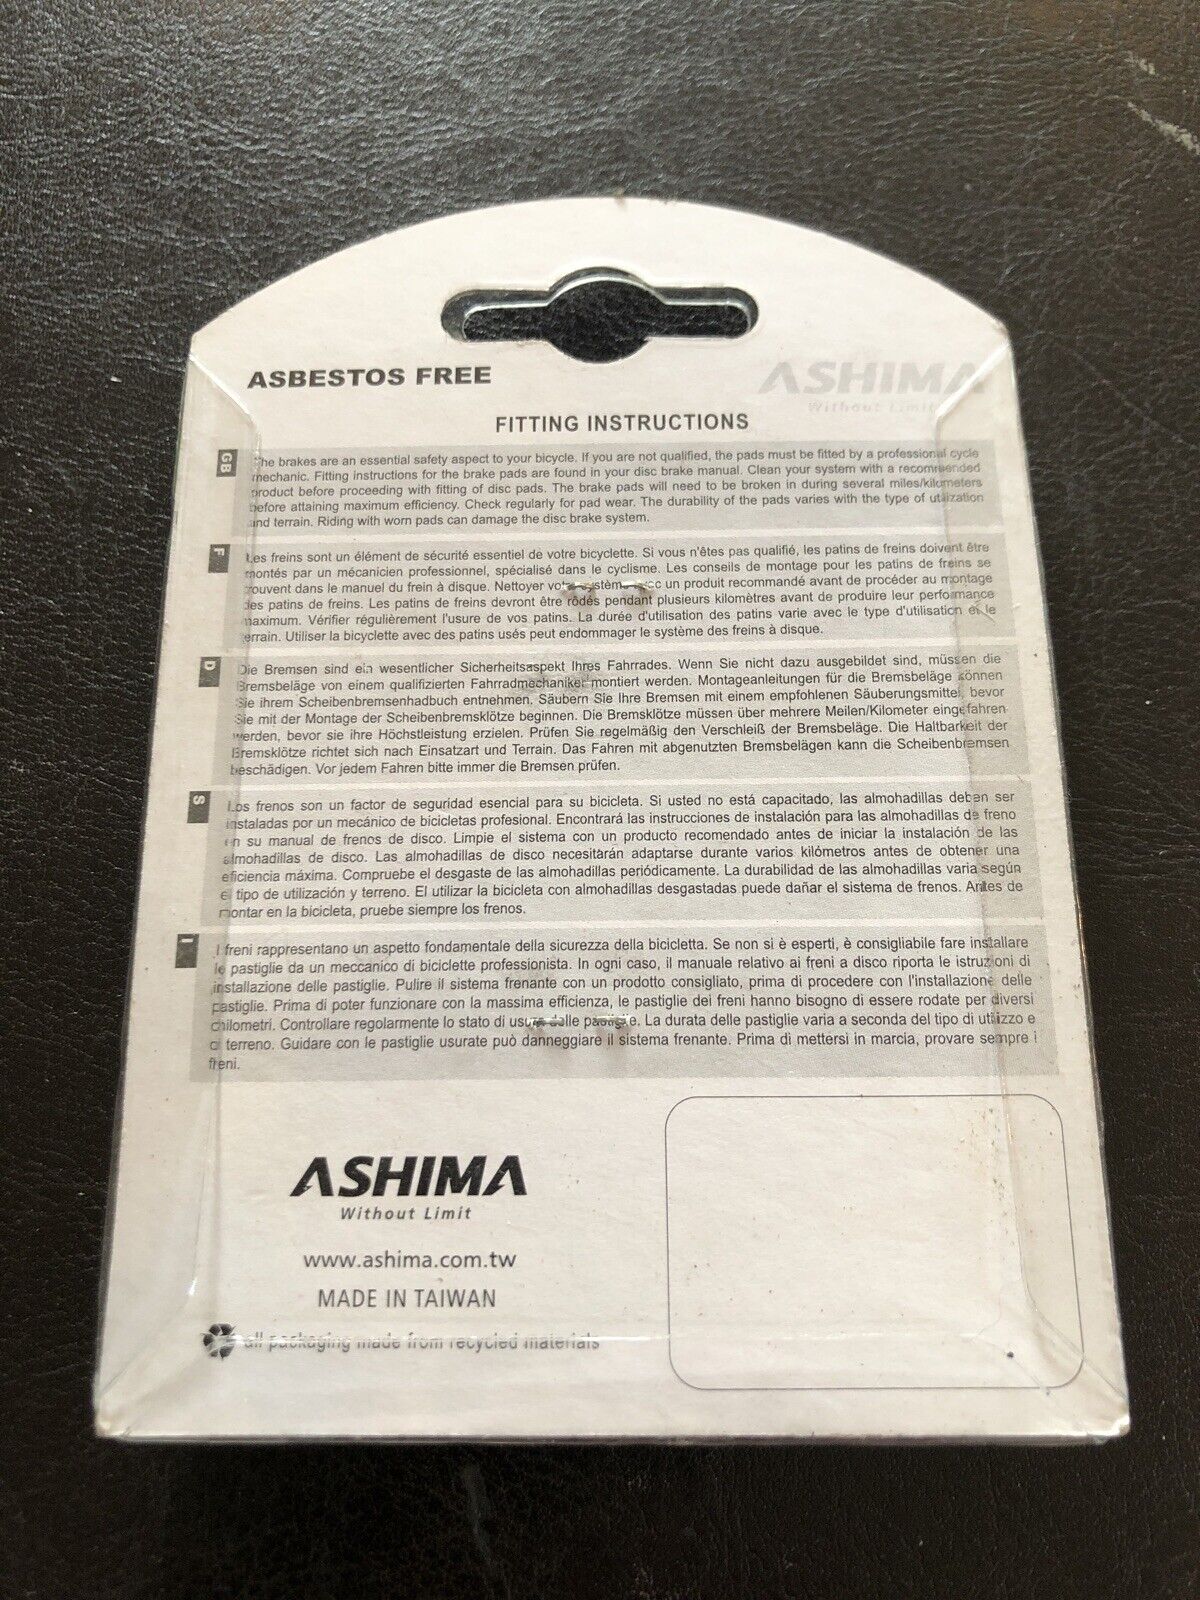 ASBESTOS FREE
ASHIMA
Without Limit
FITTING INSTRUCTIONS
GB
The brakes are an essential safety aspect to your bicycle. If you are not qualified, the pads must be fitted by a professional cycle
mechanic. Fitting instructions for the brake pads are found in your disc brake manual. Clean your system with a recommended
product before proceeding with fitting of disc pads. The brake pads will need to be broken in during several miles/kilometers
before attaining maximum efficiency. Check regularly for pad wear. The durability of the pads varies with the type of utilization
and terrain. Riding with worn pads can damage the disc brake system.
F
Les freins sont un élément de sécurité essentiel de votre bicyclette. Si vous n'êtes pas qualifié, les patins de freins doivent être
montés par un mécanicien professionnel, spécialisé dans le cyclisme. Les conseils de montage pour les patins de freins se
trouvent dans le manuel du frein à disque. Nettoyer votre système avec un produit recommandé avant de procéder au montage
des patins de freins. Les patins de freins devront être rôdés pendant plusieurs kilomètres avant de produire leur performance
maximum. Vérifier régulièrement l'usure de vos patins. La durée d'utilisation des patins varie avec le type d'utilisation et le
terrain. Utiliser la bicyclette avec des patins usés peut endommager le système des freins à disque.
D
Die Bremsen sind ein wesentlicher Sicherheitsaspekt Ihres Fahrrades. Wenn Sie nicht dazu ausgebildet sind, müssen die
Bremsbeläge von einem qualifizierten Fahrradmechaniker montiert werden. Montageanleitungen für die Bremsbeläge können
Sie ihrem Scheibenbremsenhadbuch entnehmen. Säubern Sie Ihre Bremsen mit einem empfohlenen Säuberungsmittel, bevor
Sie mit der Montage der Scheibenbremsklötze beginnen. Die Bremsklötze müssen über mehrere Meilen/Kilometer eingefahren
werden, bevor sie ihre Höchstleistung erzielen. Prüfen Sie regelmäßig den Verschleiß der Bremsbeläge. Die Haltbarkeit der
Bremsklötze richtet sich nach Einsatzart und Terrain. Das Fahren mit abgenutzten Bremsbelägen kann die Scheibenbremsen
beschädigen. Vor jedem Fahren bitte immer die Bremsen prüfen.
S
Los frenos son un factor de seguridad esencial para su bicicleta. Si usted no está capacitado, las almohadillas deben ser
instaladas por un mecánico de bicicletas profesional. Encontrará las instrucciones de instalación para las almohadillas de freno
en su manual de frenos de disco. Limpie el sistema con un producto recomendado antes de iniciar la instalación de las
almohadillas de disco. Las almohadillas de disco necesitarán adaptarse durante varios kilómetros antes de obtener una
eficiencia máxima. Compruebe el desgaste de las almohadillas periódicamente. La durabilidad de las almohadillas varia según
el tipo de utilización y terreno. El utilizar la bicicleta con almohadillas desgastadas puede dañar el sistema de frenos. Antes de
montar en la bicicleta, pruebe siempre los frenos.
I
I freni rappresentano un aspetto fondamentale della sicurezza della bicicletta. Se non si è esperti, è consigliabile fare installare
le pastiglie da un meccanico di biciclette professionista. In ogni caso, il manuale relativo ai freni a disco riporta le istruzioni di
installazione delle pastiglie. Pulire il sistema frenante con un prodotto consigliato, prima di procedere con l'installazione delle
pastiglie. Prima di poter funzionare con la massima efficienza, le pastiglie dei freni hanno bisogno di essere rodate per diversi
chilometri. Controllare regolarmente lo stato di usura delle pastiglie. La durata delle pastiglie varia a seconda del tipo di utilizzo e
di terreno. Guidare con le pastiglie usurate può danneggiare il sistema frenante. Prima di mettersi in marcia, provare sempre i
freni.
ASHIMA
Without Limit
www.ashima.com.tw
MADE IN TAIWAN
all packaging made from recycled materials